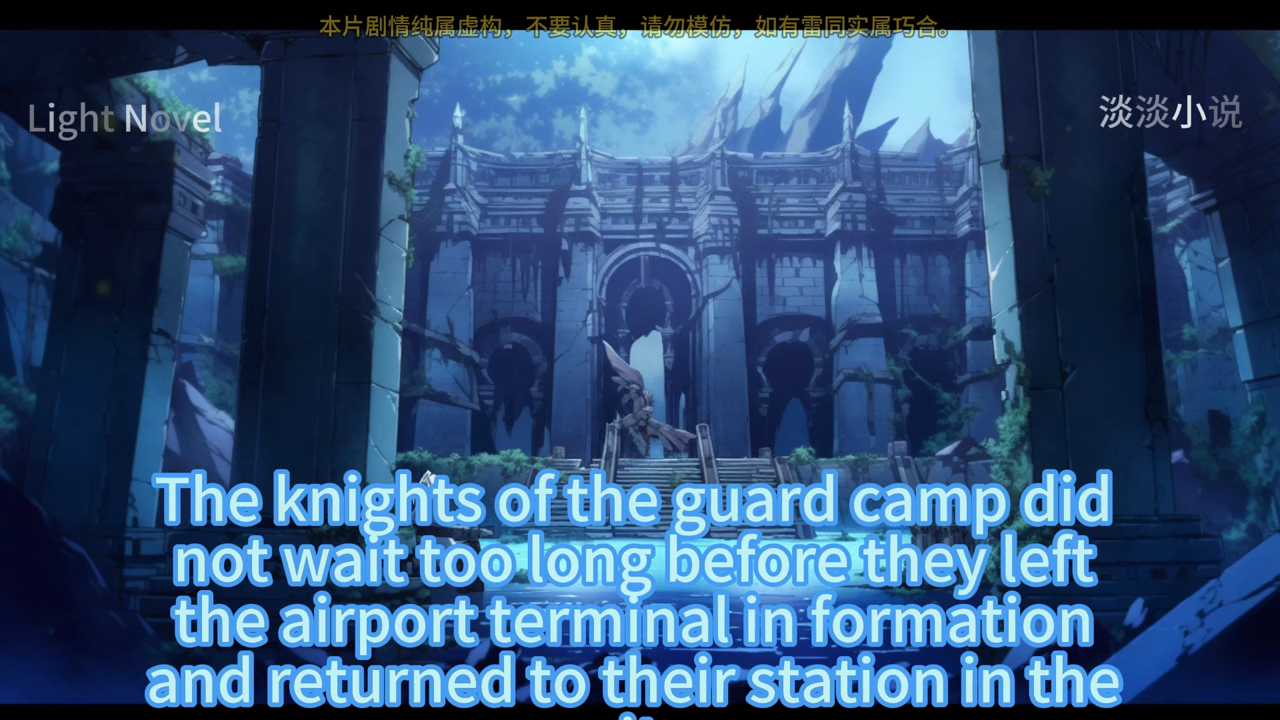 本片剧情纯属虚构，不要认真，请勿模仿，如有雷同实属巧合。
Light Novel
淡淡小说
The knights of the guard camp did
not wait too long before they left
the airport terminal in formation
and returned to their station in the